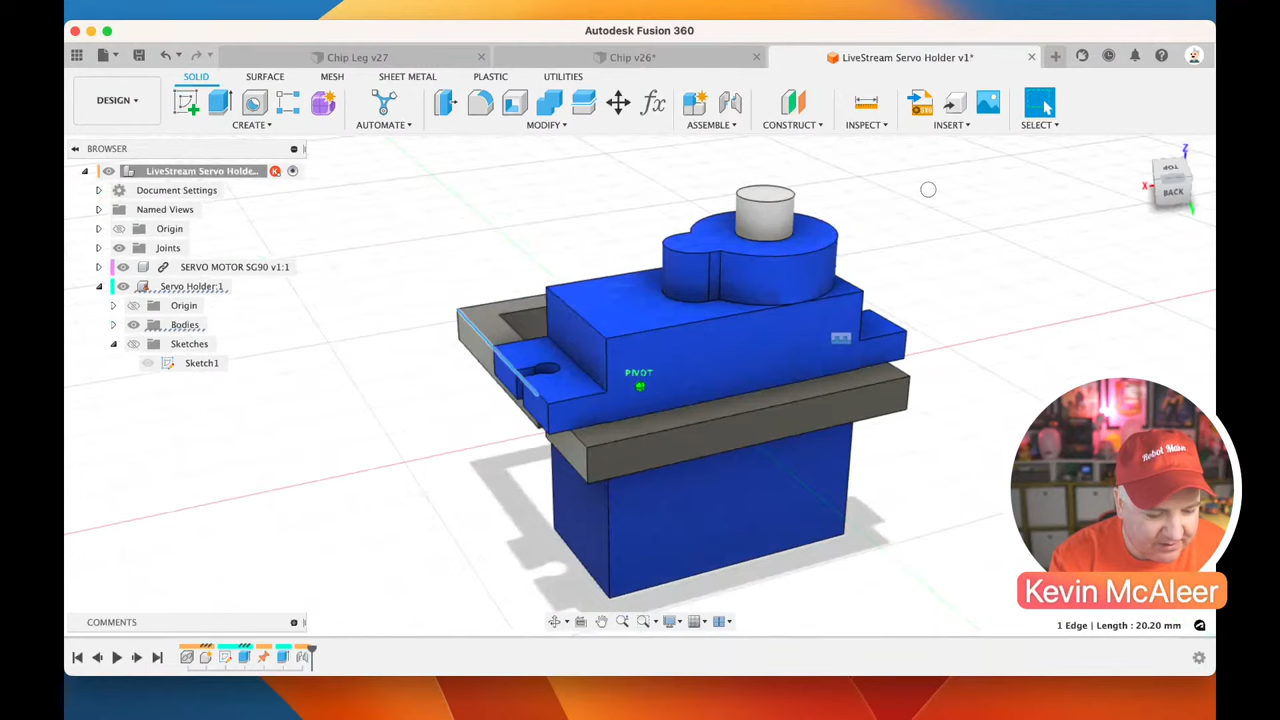 Autodesk Fusion 360
Chip Leg v27
Chip v26*
LiveStream Servo Holder v1*
DESIGN
SOLID
SURFACE
MESH
SHEET METAL
PLASTIC
UTILITIES
CREATE
AUTOMATE
MODIFY
ASSEMBLE
CONSTRUCT
INSPECT
INSERT
SELECT
BROWSER
LiveStream Servo Holde...
K
Document Settings
Named Views
Origin
Joints
SERVO MOTOR SG90 v1:1
Servo Holder:1
Origin
Bodies
Sketches
Sketch1
PIVOT
Z
TOP
X
BACK
Robot Maker
Kevin McAleer
COMMENTS
1 Edge | Length : 20.20 mm